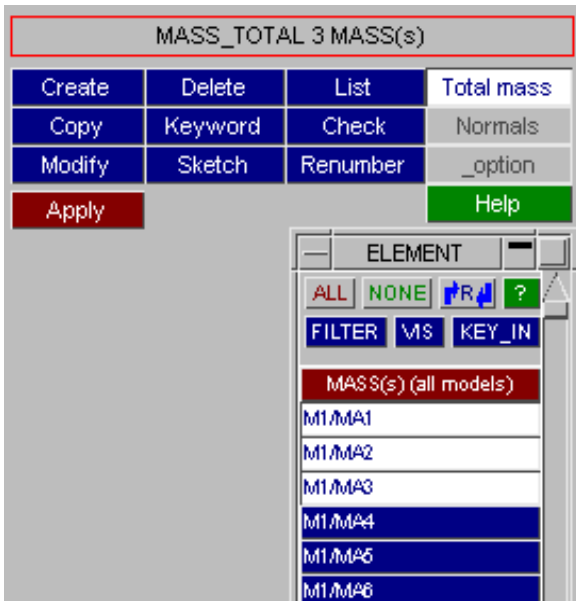 MASS_TOTAL 3 MASS(s)
Create Delete List Total mass
Copy Keyword Check Normals
Modify Sketch Renumber _option
Apply Help
ELEMENT
ALL NONE R ?
FILTER VIS KEY_IN
MASS(s) (all models)
M1/MA1
M1/MA2
M1/MA3
M1/MA4
M1/MA5
M1/MA6